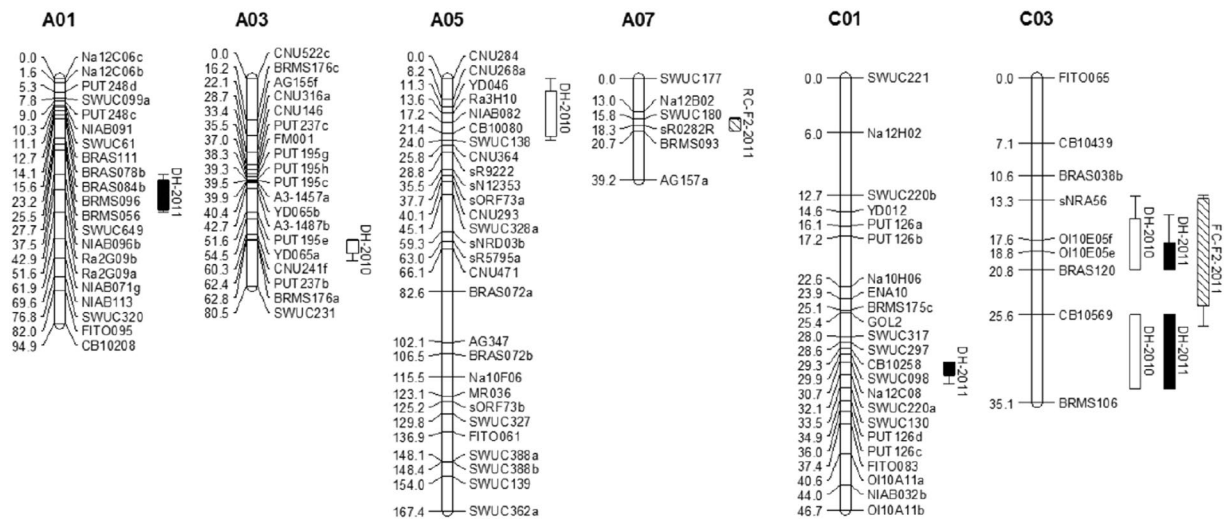 A01
0.0 Na12C06c
1.6 Na12C06b
5.3 PUT248d
7.8 SWUC099a
9.0 PUT248c
10.3 NIAB091
11.1 SWUC61
12.7 BRAS111
14.1 BRAS078b
15.6 BRAS084b
23.2 BRMS096
25.5 BRMS056
27.7 SWUC649
37.5 NIAB096b
42.9 Ra2G09b
51.6 Ra2G09a
61.9 NIAB071g
69.6 NIAB113
76.8 SWUC320
82.0 FITO095
94.9 CB10208
DH-2011
A03
0.0 CNU522c
16.2 BRMS176c
22.1 AG155f
28.7 CNU316a
33.4 CNU146
35.5 PUT237c
37.0 FM001
38.3 PUT195g
39.3 PUT195h
39.5 PUT195c
39.9 A3-1457a
40.4 YD065b
42.7 A3-1487b
51.6 PUT195e
54.5 YD065a
60.3 CNU241f
62.4 PUT237b
62.8 BRMS176a
80.5 SWUC231
DH-2010
A05
0.0 CNU284
8.2 CNU268a
11.3 YD046
13.6 Ra3H10
17.2 NIAB082
21.4 CB10080
24.0 SWUC138
25.8 CNU364
28.8 sR9222
35.5 sN12353
37.7 sORF73a
40.1 CNU293
45.1 SWUC328a
59.3 sNRD03b
63.0 sR5795a
66.1 CNU471
82.6 BRAS072a
102.1 AG347
106.5 BRAS072b
115.5 Na10F06
123.1 MR036
125.2 sORF73b
129.8 SWUC327
136.9 FITO061
148.1 SWUC388a
148.4 SWUC388b
154.0 SWUC139
167.4 SWUC362a
DH-2010
A07
0.0 SWUC177
13.0 Na12B02
15.8 SWUC180
18.3 sR0282R
20.7 BRMS093
39.2 AG157a
RC-F2-2011
C01
0.0 SWUC221
6.0 Na12H02
12.7 SWUC220b
14.6 YD012
16.1 PUT126a
17.2 PUT126b
22.6 Na10H06
23.9 ENA10
25.1 BRMS175c
25.4 GOL2
28.0 SWUC317
28.6 SWUC297
29.3 CB10258
29.9 SWUC098
30.7 Na12C08
32.1 SWUC220a
33.5 SWUC130
34.9 PUT126d
36.0 PUT126c
37.4 FITO083
40.6 OI10A11a
44.0 NIAB032b
46.7 OI10A11b
DH-2011
C03
0.0 FITO065
7.1 CB10439
10.6 BRAS038b
13.3 sNRA56
17.6 OI10E05f
18.8 OI10E05e
20.8 BRAS120
25.6 CB10569
35.1 BRMS106
DH-2010
DH-2011
FC-F2-2011
DH-2010
DH-2011